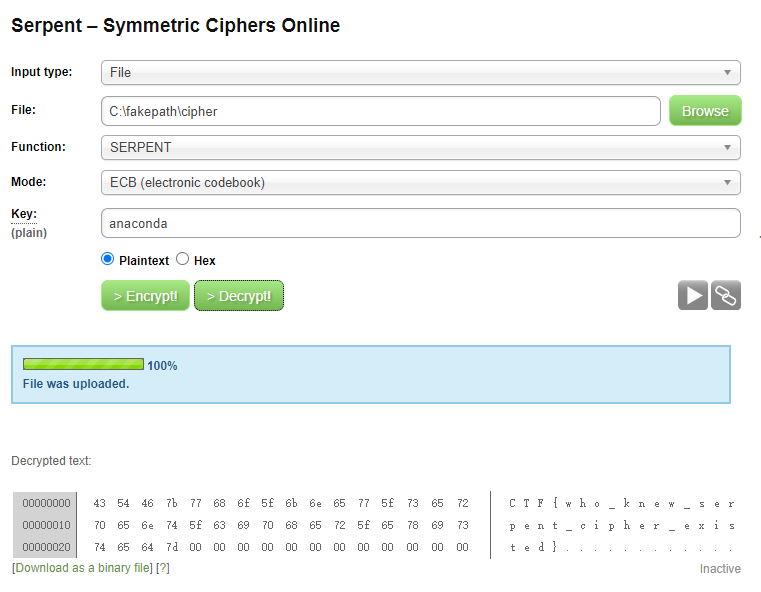 Serpent – Symmetric Ciphers Online
Input type: File
File: C:\fakepath\cipher Browse
Function: SERPENT
Mode: ECB (electronic codebook)
Key: anaconda
(plain)
Plaintext Hex
> Encrypt! > Decrypt!
100%
File was uploaded.
Decrypted text:
00000000 43 54 46 7b 77 68 6f 5f 6b 6e 65 77 5f 73 65 72 C T F { w h o _ k n e w _ s e r
00000010 70 65 6e 74 5f 63 69 70 68 65 72 5f 65 78 69 73 p e n t _ c i p h e r _ e x i s
00000020 74 65 64 7d 00 00 00 00 00 00 00 00 00 00 00 00 t e d } . . . . . . . . . . . .
[Download as a binary file] [?] Inactive